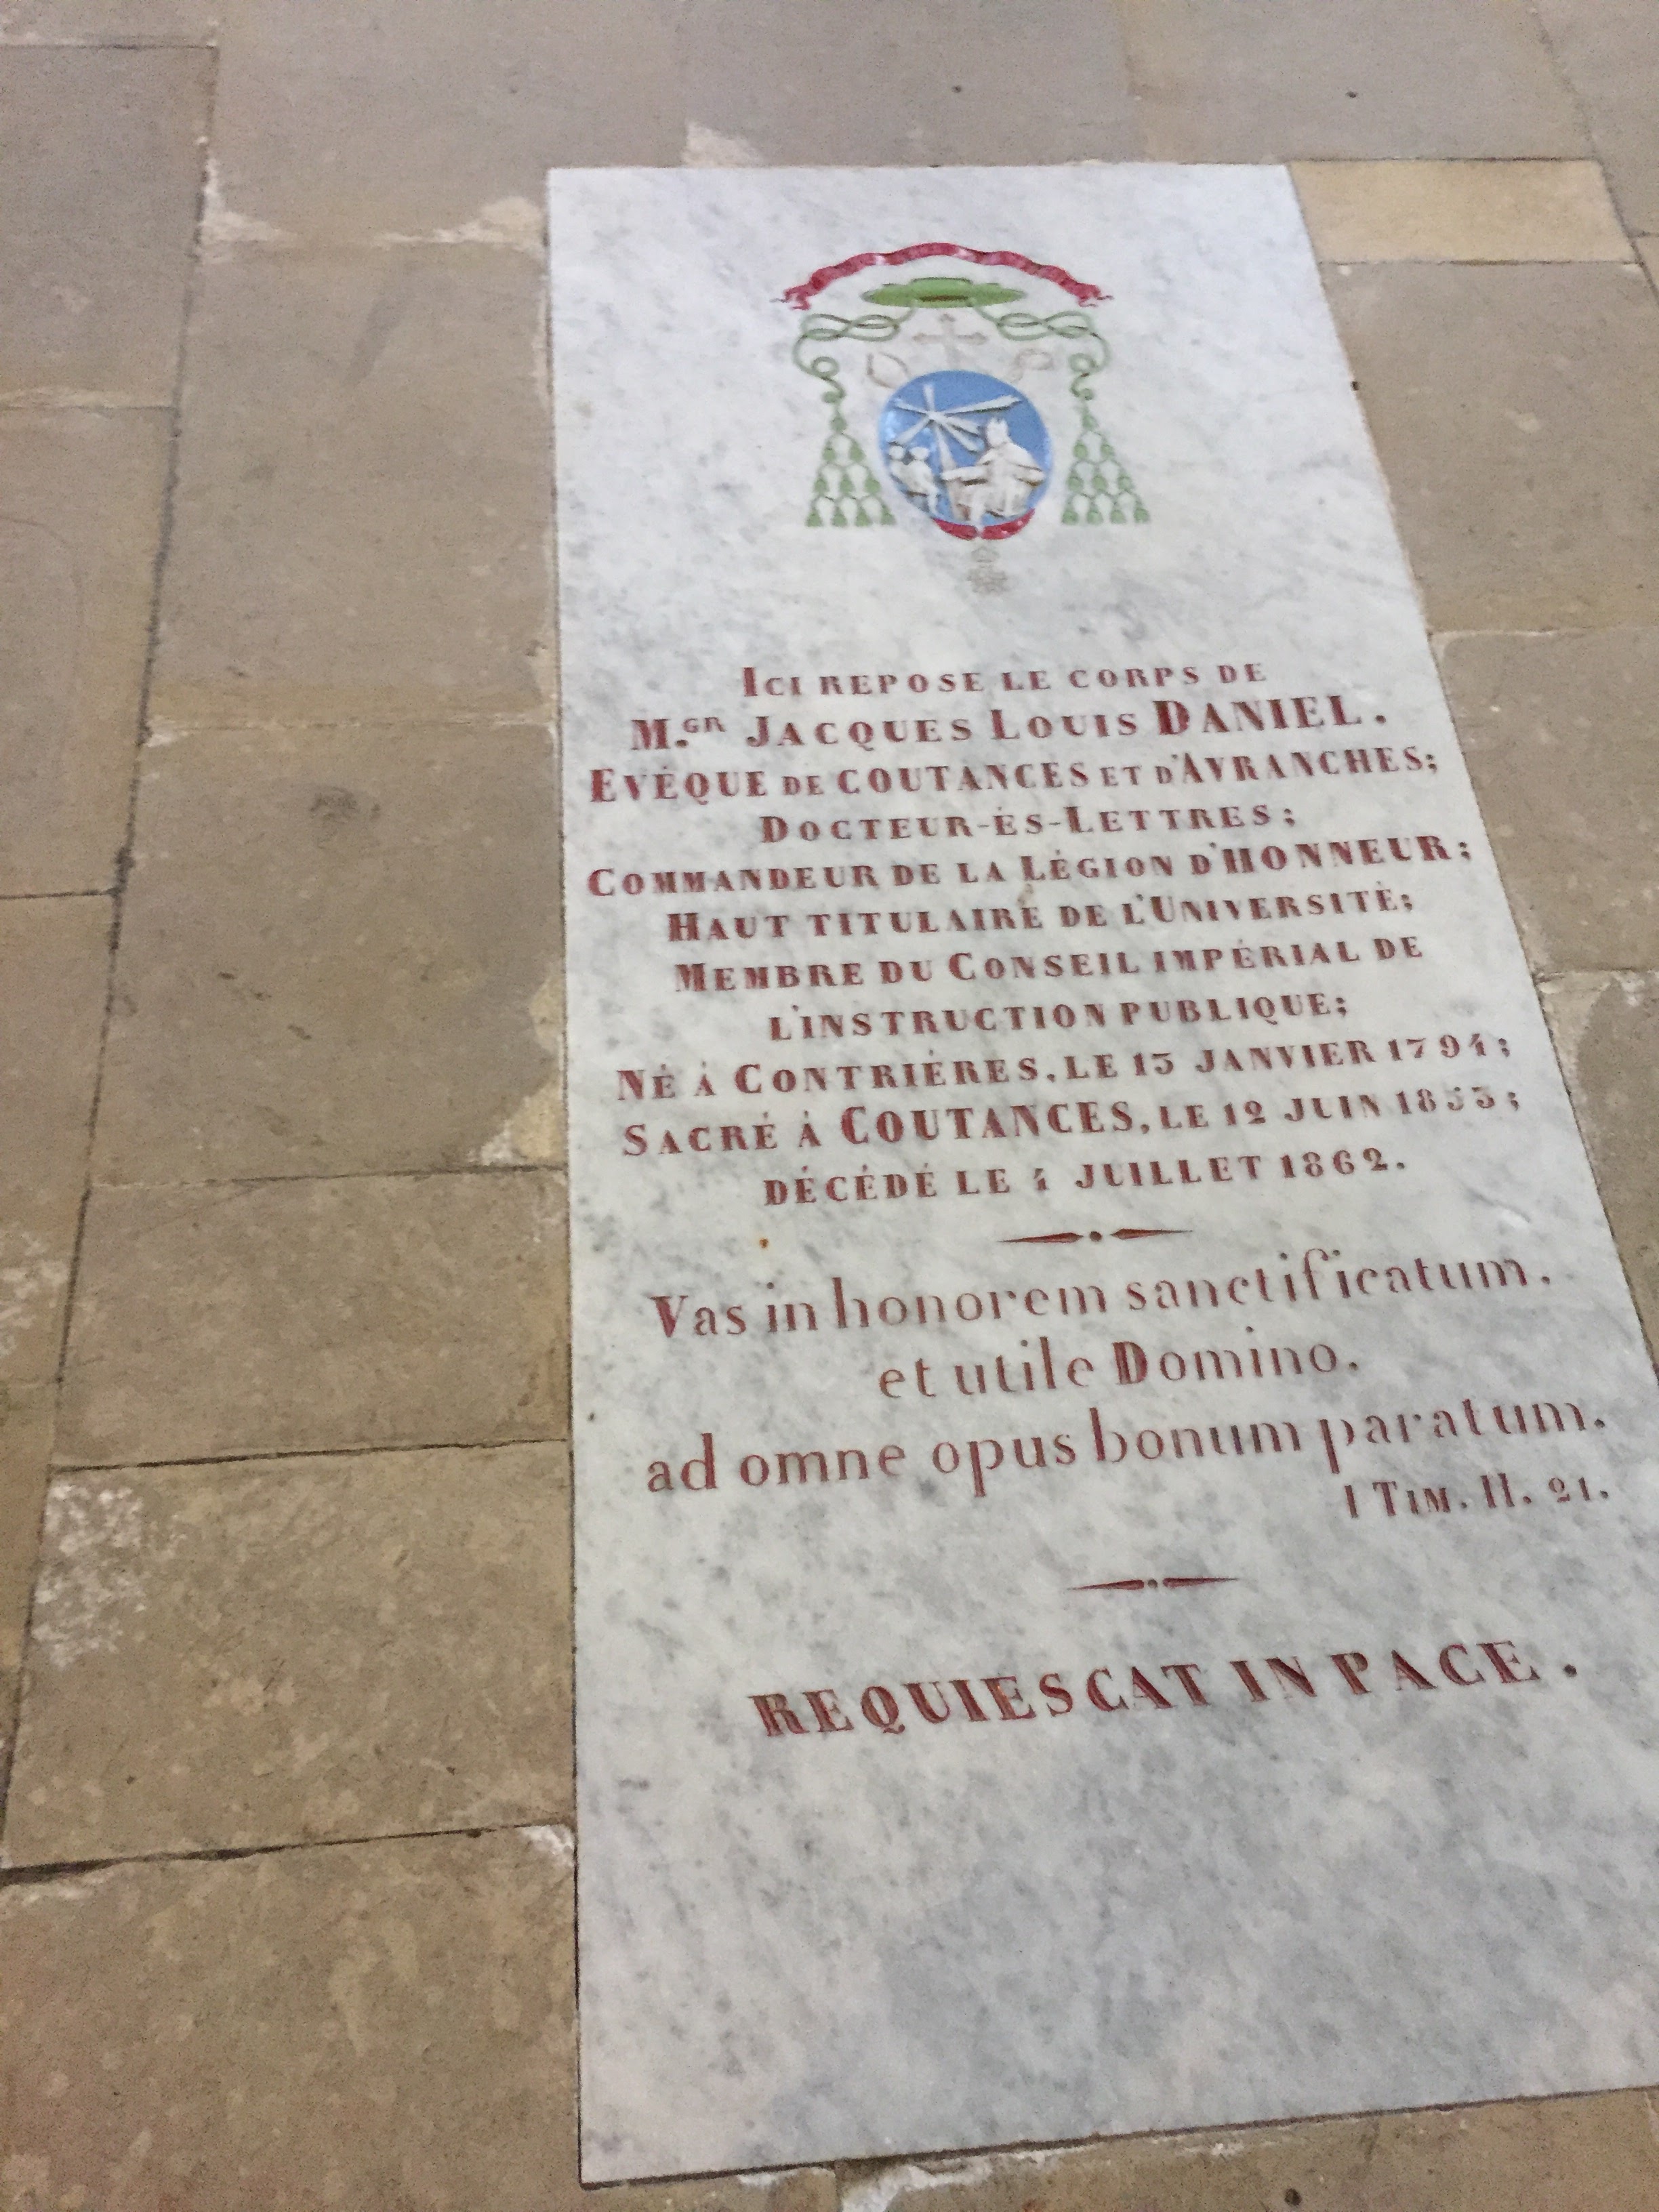 ICI REPOSE LE CORPS DE
M.GR JACQUES LOUIS DANIEL.
EVÊQUE DE COUTANCES ET D'AVRANCHES;
DOCTEUR-ÈS-LETTRES;
COMMANDEUR DE LA LÉGION D'HONNEUR;
HAUT TITULAIRE DE L'UNIVERSITÉ;
MEMBRE DU CONSEIL IMPÉRIAL DE
L'INSTRUCTION PUBLIQUE;
NÉ À CONTRIÈRES, LE 13 JANVIER 1794;
SACRÉ À COUTANCES, LE 12 JUIN 1853;
DÉCÉDÉ LE 4 JUILLET 1862.
Vas in honorem sanctificatum,
et utile Domino,
ad omne opus bonum paratum.
I TIM. II. 21.
REQUIESCAT IN PACE.